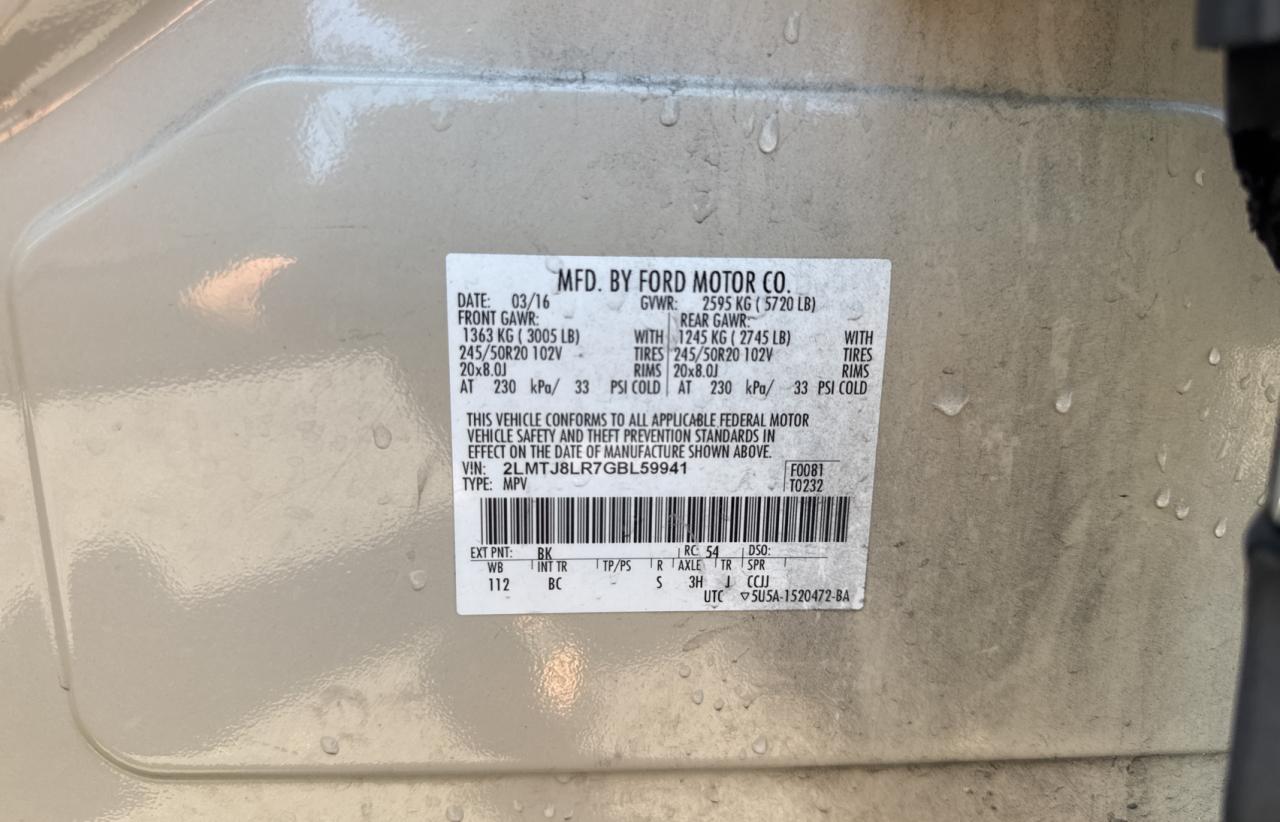 MFD. BY FORD MOTOR CO.
DATE: 03/16 GVWR: 2595 KG ( 5720 LB)
FRONT GAWR: REAR GAWR:
1363 KG ( 3005 LB) WITH 1245 KG ( 2745 LB) WITH
245/50R20 102V TIRES 245/50R20 102V TIRES
20x8.0J RIMS 20x8.0J RIMS
AT 230 kPa/ 33 PSI COLD AT 230 kPa/ 33 PSI COLD
THIS VEHICLE CONFORMS TO ALL APPLICABLE FEDERAL MOTOR
VEHICLE SAFETY AND THEFT PREVENTION STANDARDS IN
EFFECT ON THE DATE OF MANUFACTURE SHOWN ABOVE.
VIN: 2LMTJ8LR7GBL59941 F0081
TYPE: MPV T0232
EXT PNT: BK RC: 54 DSO:
WB INT TR TP/PS R AXLE TR SPR
112 BC S 3H J CCJJ
UTC ▽5U5A-1520472-BA